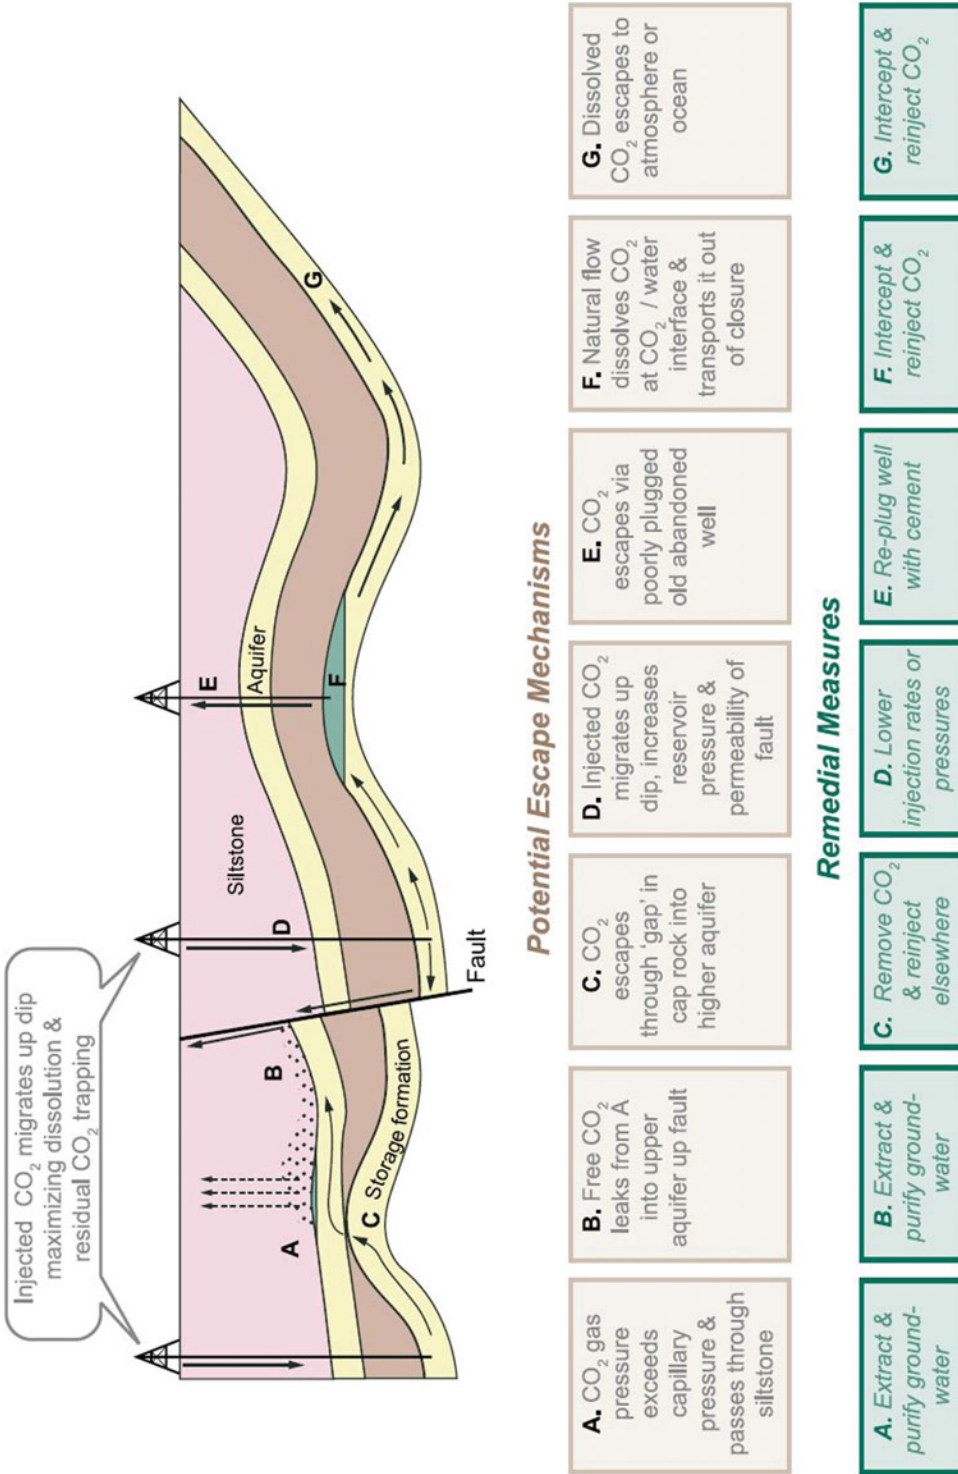 Injected CO₂ migrates up dip
maximizing dissolution &
residual CO₂ trapping
Siltstone
E
D
B
A
Aquifer
F
G
C
Storage formation
Fault
Potential Escape Mechanisms
A. CO₂ gas
pressure
exceeds
capillary
pressure &
passes through
siltstone
B. Free CO₂
leaks from A
into upper
aquifer up fault
C. CO₂
escapes
through ‘gap’ in
cap rock into
higher aquifer
D. Injected CO₂
migrates up
dip, increases
reservoir
pressure &
permeability of
fault
E. CO₂
escapes via
poorly plugged
old abandoned
well
F. Natural flow
dissolves CO₂
at CO₂ / water
interface &
transports it out
of closure
G. Dissolved
CO₂ escapes to
atmosphere or
ocean
Remedial Measures
A. Extract &
purify ground-
water
B. Extract &
purify ground-
water
C. Remove CO₂
& reinject
elsewhere
D. Lower
injection rates or
pressures
E. Re-plug well
with cement
F. Intercept &
reinject CO₂
G. Intercept &
reinject CO₂